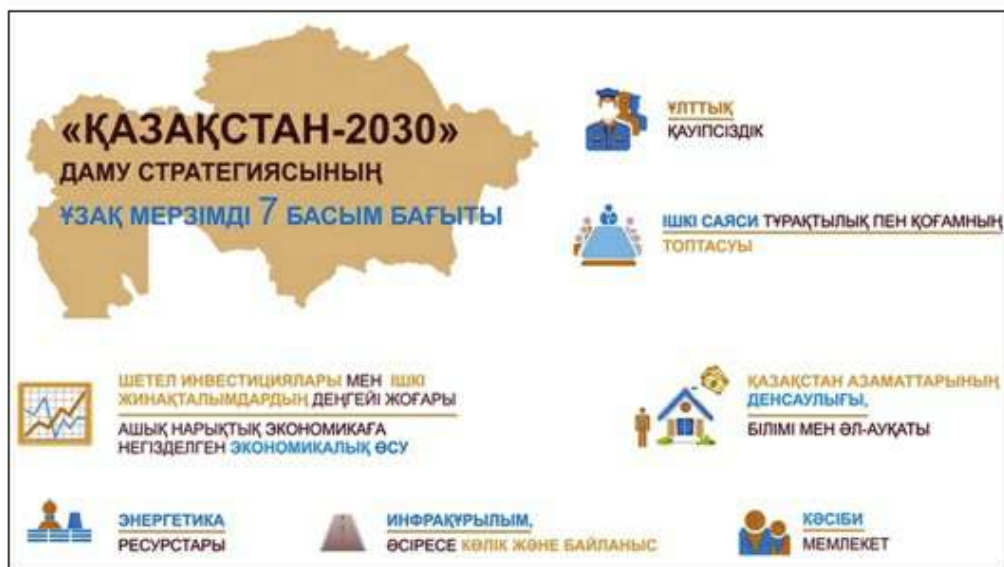 «ҚАЗАҚСТАН-2030»
ДАМУ СТРАТЕГИЯСЫНЫҢ
ҰЗАҚ МЕРЗІМДІ 7 БАСЫМ БАҒЫТЫ
ҰЛТТЫҚ
ҚАУІПСІЗДІК
ІШКІ САЯСИ ТҰРАҚТЫЛЫҚ ПЕН ҚОҒАМНЫҢ
ТОПТАСУЫ
ШЕТЕЛ ИНВЕСТИЦИЯЛАРЫ МЕН ІШКІ
ЖИНАҚТАЛЫМДАРДЫҢ ДЕҢГЕЙІ ЖОҒАРЫ
АШЫҚ НАРЫҚТЫҚ ЭКОНОМИКАҒА
НЕГІЗДЕЛГЕН ЭКОНОМИКАЛЫҚ ӨСУ
ҚАЗАҚСТАН АЗАМАТТАРЫНЫҢ
ДЕНСАУЛЫҒЫ,
БІЛІМІ МЕН ӘЛ-АУҚАТЫ
ЭНЕРГЕТИКА
РЕСУРСТАРЫ
ИНФРАҚҰРЫЛЫМ,
ӘСІРЕСЕ КӨЛІК ЖӘНЕ БАЙЛАНЫС
КӘСІБИ
МЕМЛЕКЕТ